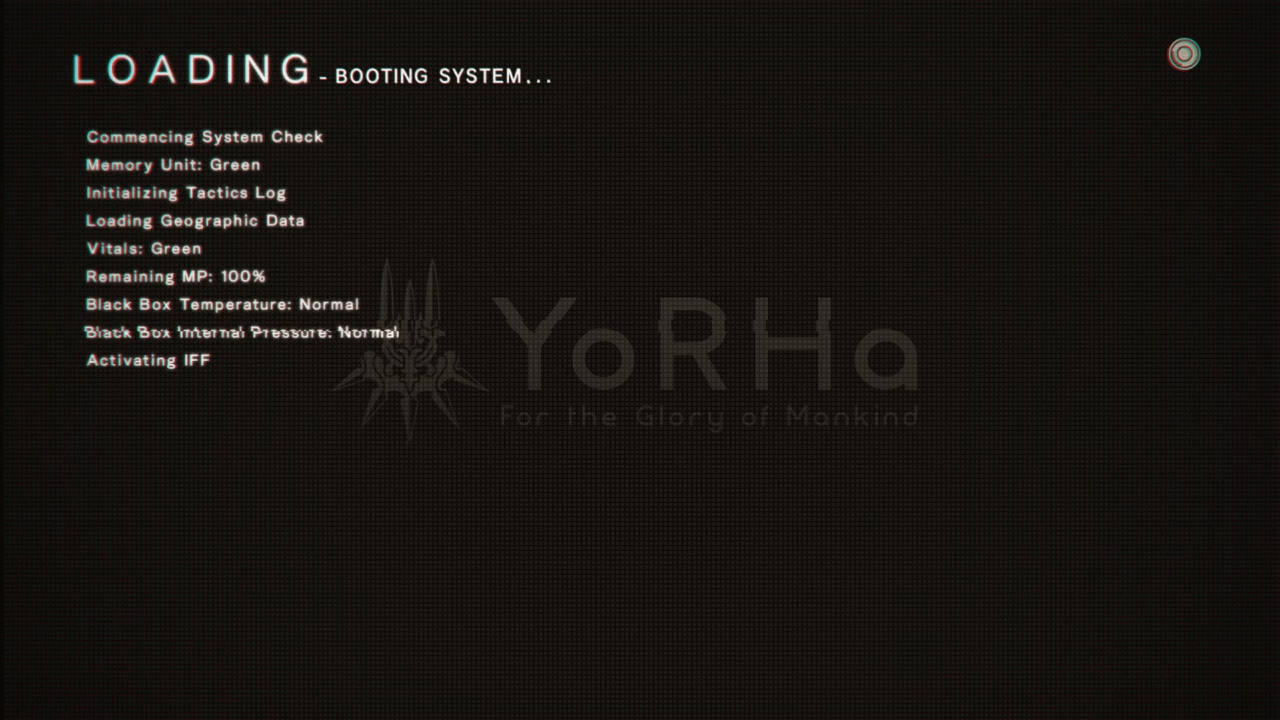 LOADING - BOOTING SYSTEM...
Commencing System Check
Memory Unit: Green
Initializing Tactics Log
Loading Geographic Data
Vitals: Green
Remaining MP: 100%
Black Box Temperature: Normal
Black Box Internal Pressure: Normal
Activating IFF
YoRHa
For the Glory of Mankind